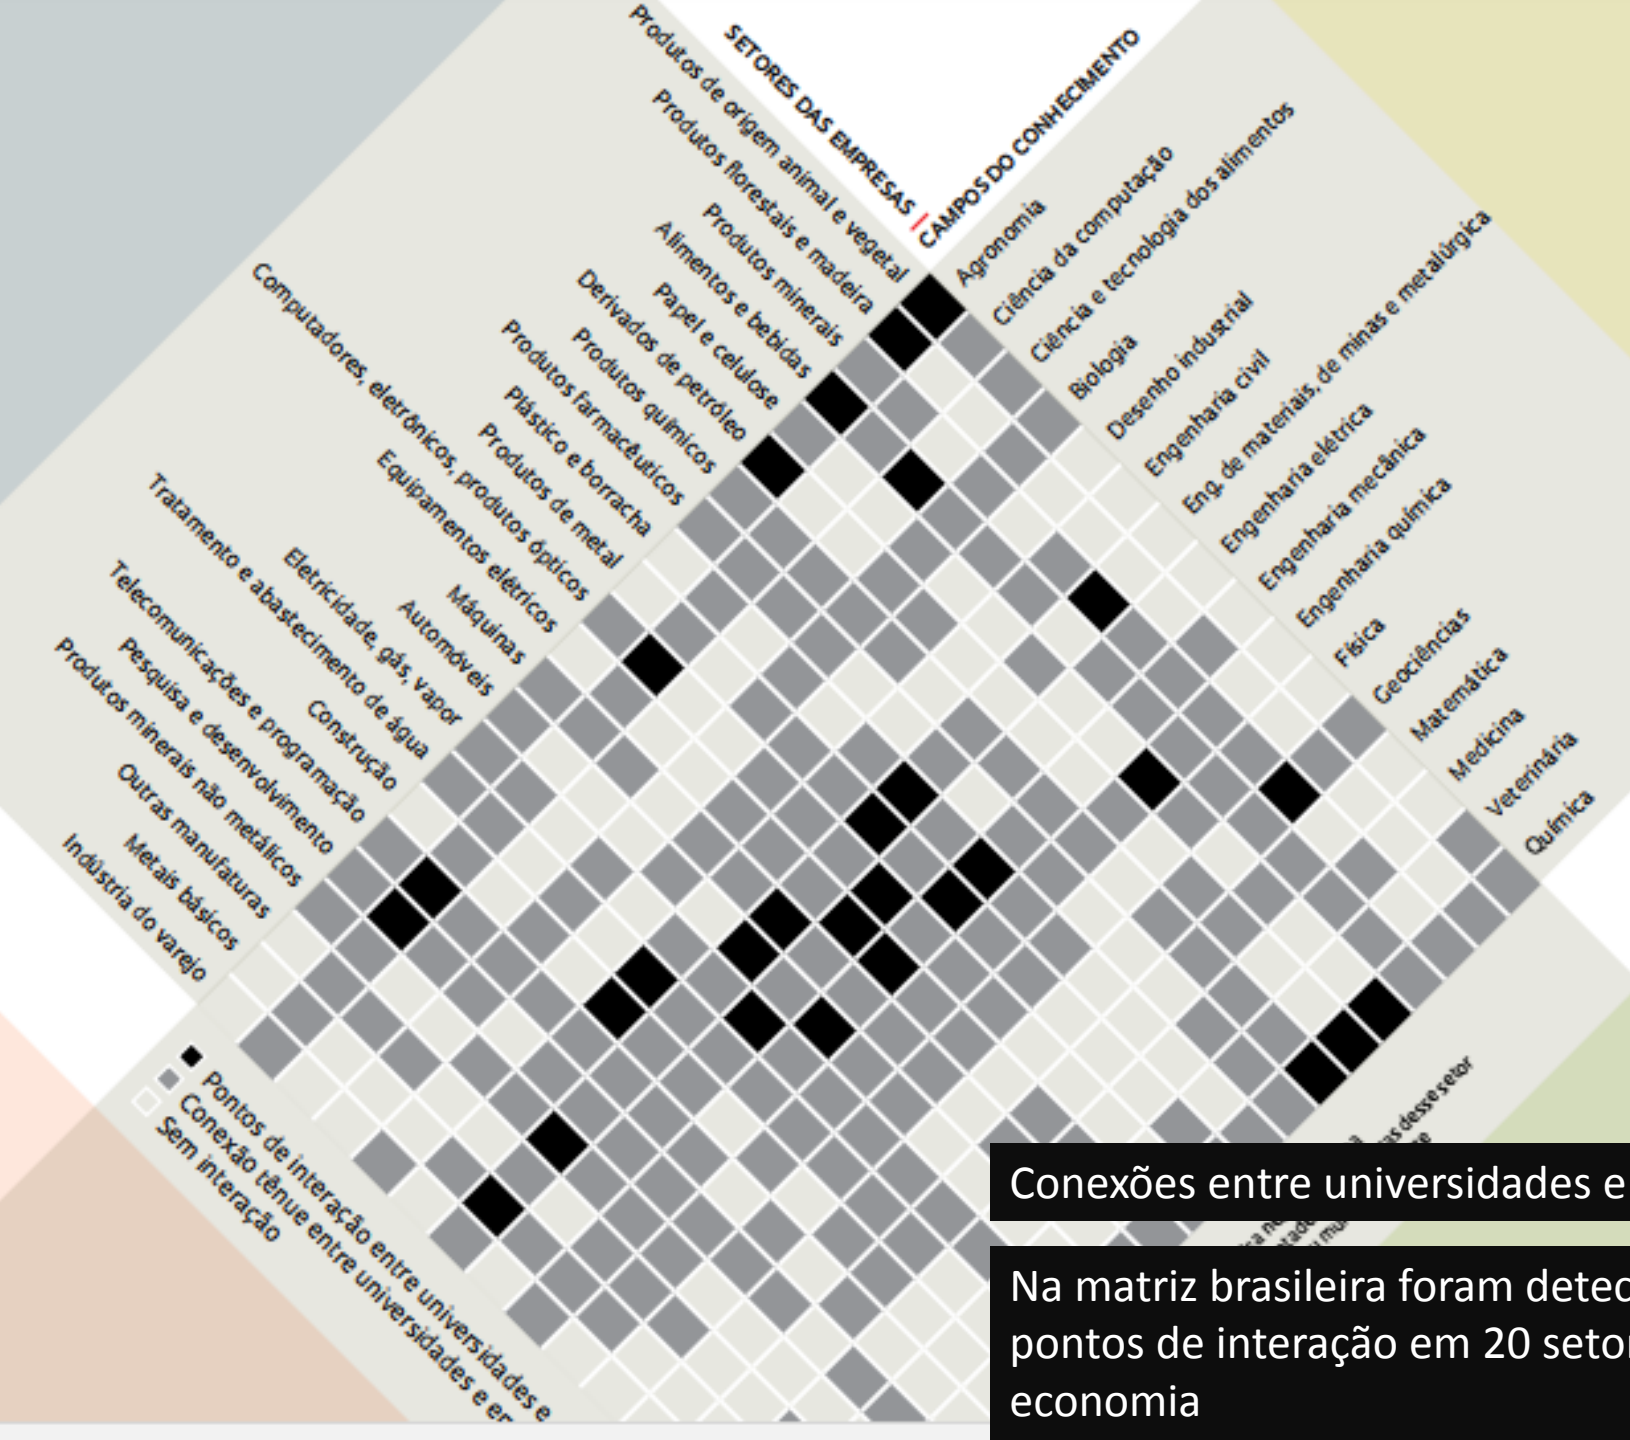 SETORES DAS EMPRESAS
CAMPOS DO CONHECIMENTO
Produtos de origem animal e vegetal
Produtos florestais e madeira
Produtos minerais
Alimentos e bebidas
Papel e celulose
Derivados de petróleo
Produtos químicos
Produtos farmacêuticos
Plástico e borracha
Produtos de metal
Computadores, eletrônicos, produtos ópticos
Equipamentos elétricos
Máquinas
Automóveis
Eletricidade, gás, vapor
Tratamento e abastecimento de água
Construção
Telecomunicações e programação
Pesquisa e desenvolvimento
Produtos minerais não metálicos
Outras manufaturas
Metais básicos
Indústria do varejo
Agronomia
Ciência da computação
Ciência e tecnologia dos alimentos
Biologia
Desenho industrial
Engenharia civil
Eng. de materiais, de minas e metalúrgica
Engenharia elétrica
Engenharia mecânica
Engenharia química
Física
Geociências
Matemática
Medicina
Veterinária
Química
Pontos de interação entre universidades e
Conexão tênue entre universidades e
Sem interação
desse setor
Conexões entre universidades e
Na matriz brasileira foram detec
pontos de interação em 20 seto
economia